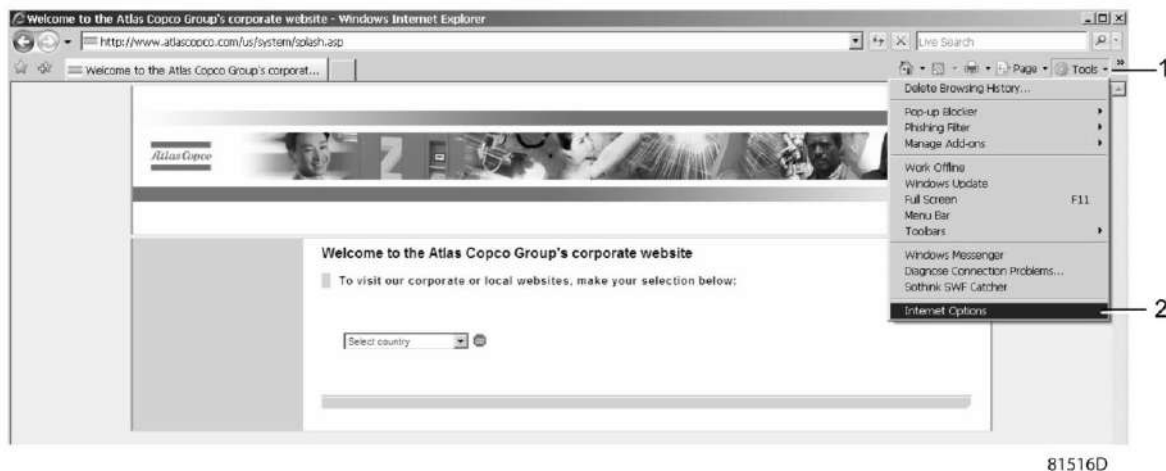 Welcome to the Atlas Copco Group's corporate website - Windows Internet Explorer
http://www.atlascopco.com/us/system/splash.asp
Live Search
Welcome to the Atlas Copco Group's corporat...
Page
Tools
1
Delete Browsing History...
Pop-up Blocker
Phishing Filter
Manage Add-ons
Work Offline
Windows Update
Full Screen F11
Menu Bar
Toolbars
Windows Messenger
Diagnose Connection Problems...
Sothink SWF Catcher
Internet Options
2
Atlas Copco
Welcome to the Atlas Copco Group's corporate website
To visit our corporate or local websites, make your selection below:
Select country
81516D